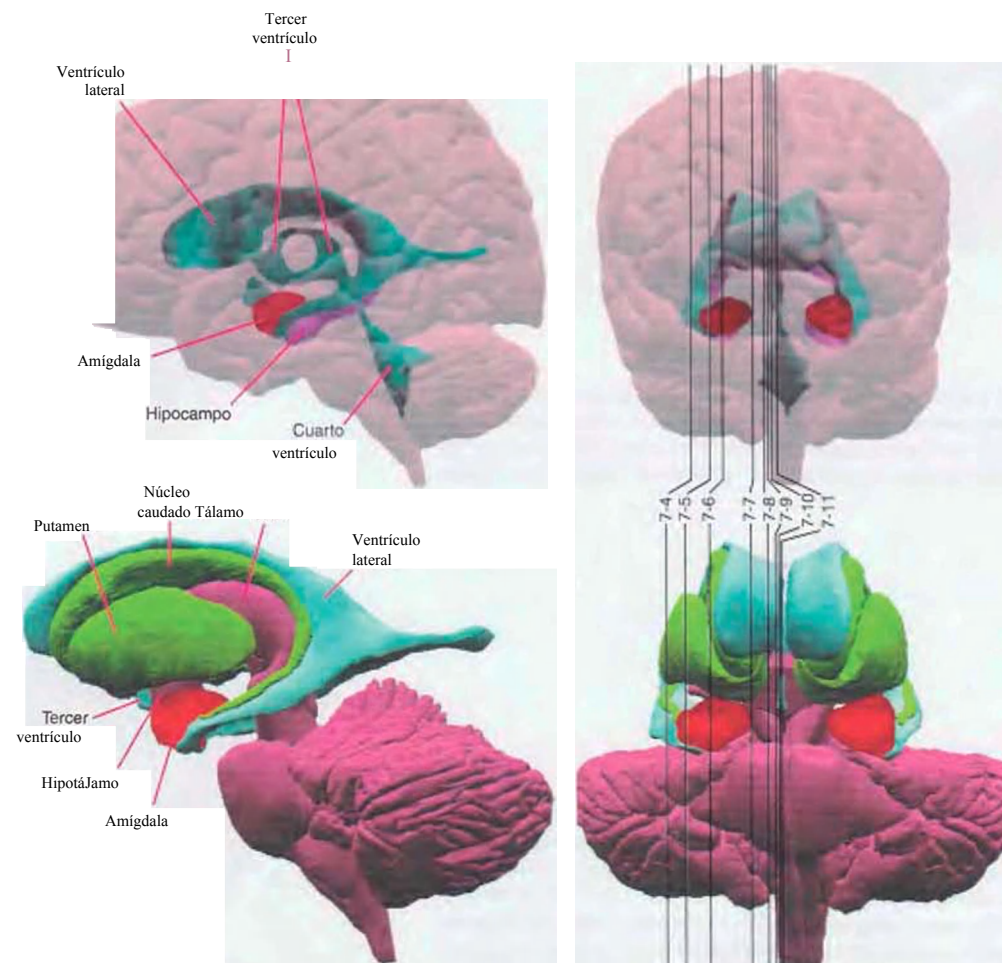 Tercer
ventrículo
I
Ventrículo
lateral
Amígdala
Hipocampo
Cuarto
ventrículo
7-4
7-5
7-6
7-7
7-8
7-9
7-10
7-11
Núcleo
caudado Tálamo
Putamen
Ventrículo
lateral
Tercer
ventrículo
HipotáJamo
Amígdala